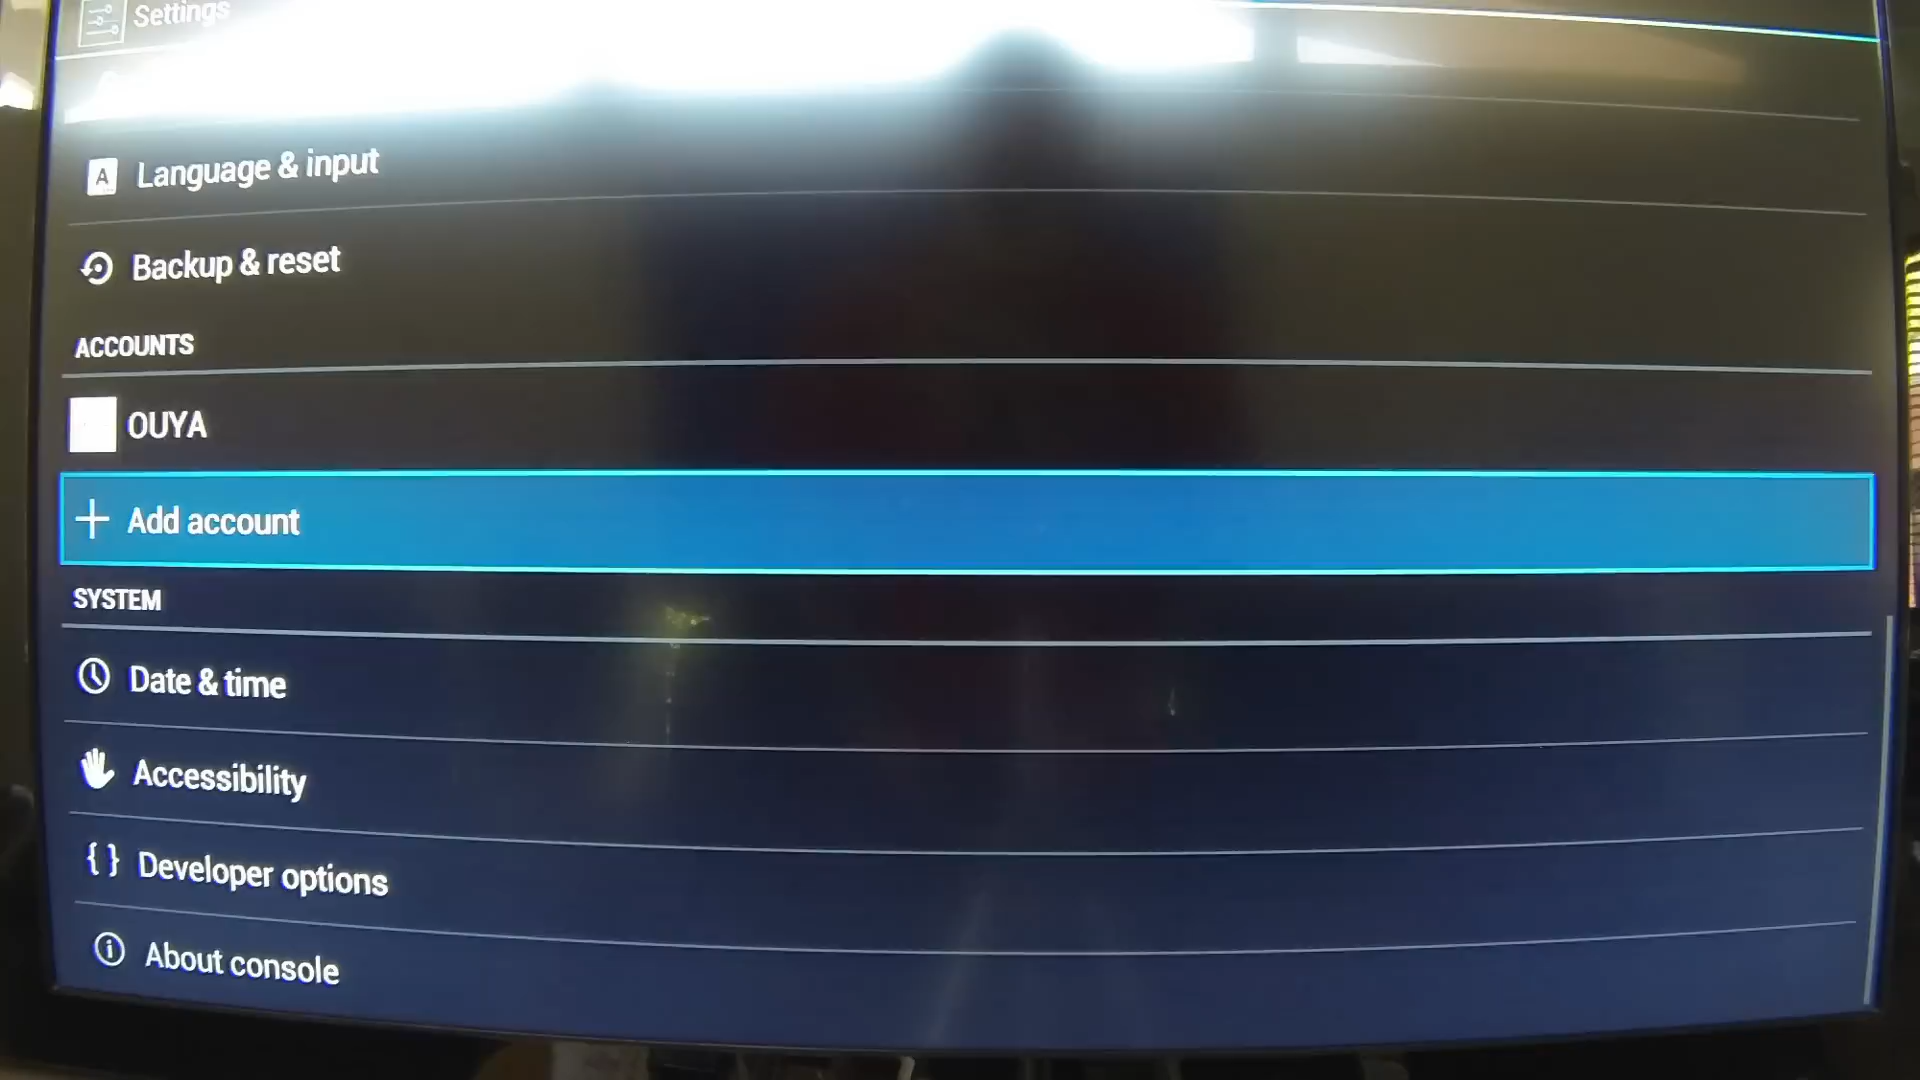 Settings
Language & input
Backup & reset
ACCOUNTS
OUYA
Add account
SYSTEM
Date & time
Accessibility
{ } Developer options
About console